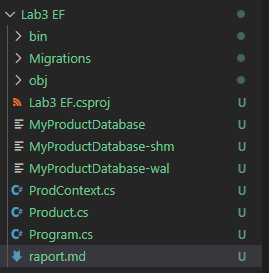 Lab3 EF
bin
Migrations
obj
Lab3 EF.csproj U
MyProductDatabase U
MyProductDatabase-shm U
MyProductDatabase-wal U
C# ProdContext.cs U
C# Product.cs U
C# Program.cs U
raport.md U